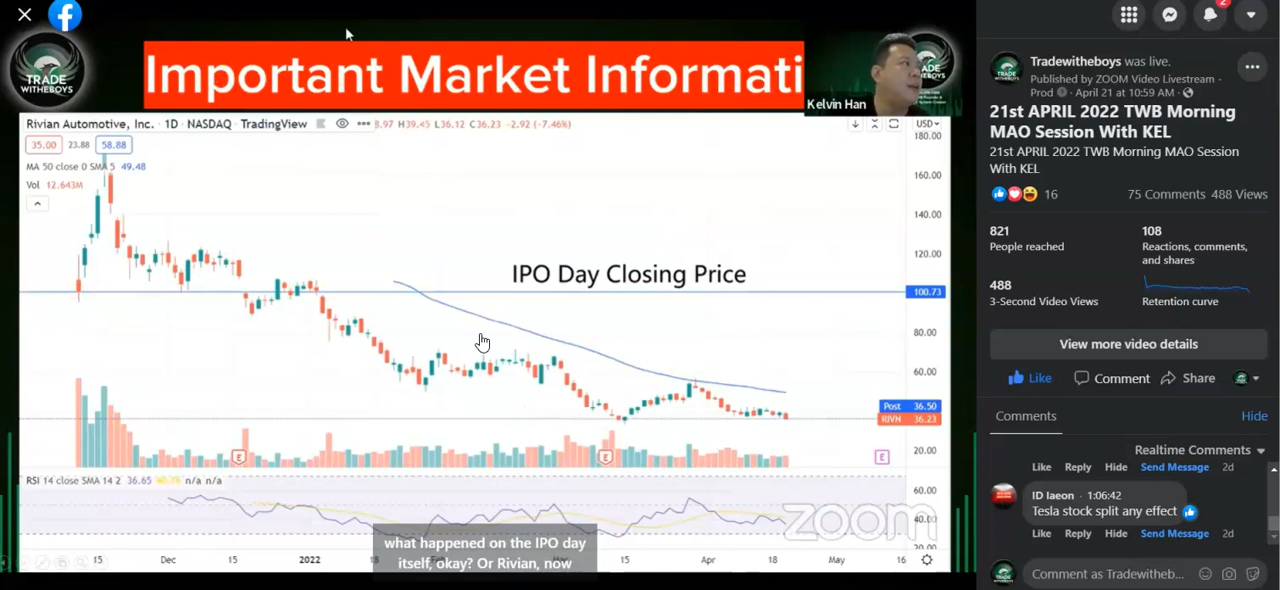 2
TRADE
WITHEBOYS
Important Market Informati
Kelvin Han
Rivian Automotive, Inc. • 1D • NASDAQ • TradingView
8.97 H39.45 L36.12 C36.23 -2.92 (-7.46%)
USD
35.00 23.88 58.88
MA 50 close 0 SMA 5 49.48
Vol 12.643M
180.00
160.00
140.00
120.00
IPO Day Closing Price
100.73
80.00
60.00
Post 36.50
RIVN 36.23
20.00
E
E
E
RSI 14 close SMA 14 2 36.65 n/a n/a
60.00
40.00
20.00
zoom
what happened on the IPO day
itself, okay? Or Rivian, now
15 Dec 15 2022 Mar 15 Apr 18 May 16
Tradewitheboys was live.
Published by ZOOM Video Livestream -
Prod • April 21 at 10:59 AM •
21st APRIL 2022 TWB Morning
MAO Session With KEL
21st APRIL 2022 TWB Morning MAO Session
With KEL
16 75 Comments 488 Views
821
People reached
108
Reactions, comments,
and shares
488
3-Second Video Views
Retention curve
View more video details
Like Comment Share
Comments Hide
Realtime Comments
Like Reply Hide Send Message 2d
ID Iaeon • 1:06:42
Tesla stock split any effect
Like Reply Hide Send Message 2d
Comment as Tradewitheb...